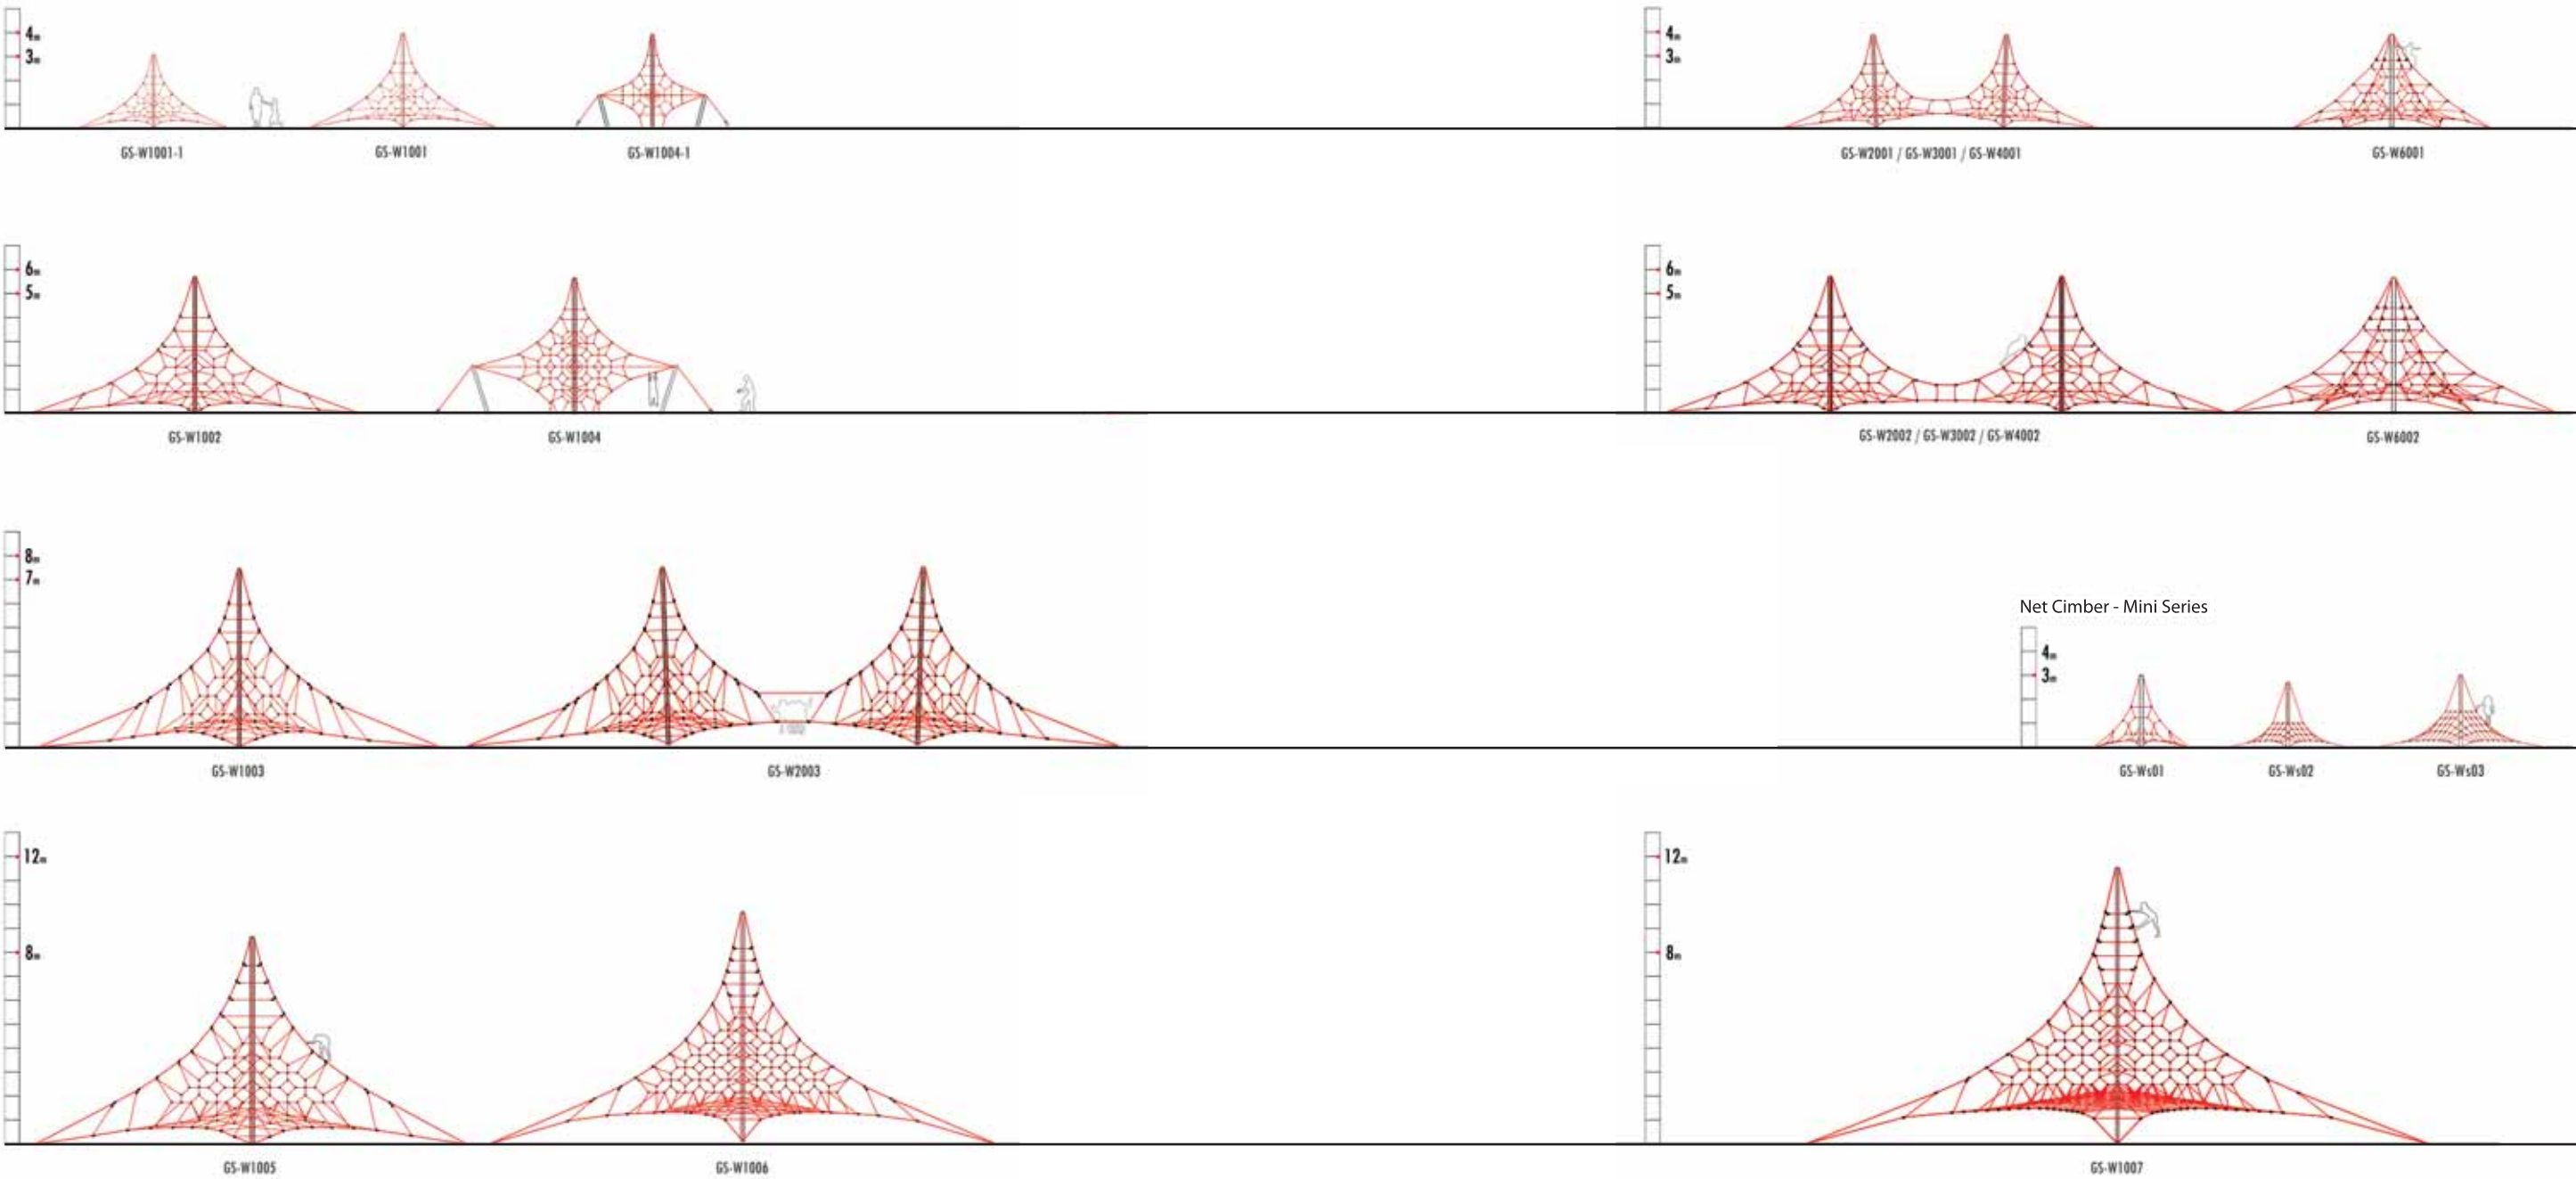 4m
3m
GS-W1001-1
GS-W1001
GS-W1004-1
4m
3m
GS-W2001 / GS-W3001 / GS-W4001
GS-W6001
6m
5m
GS-W1002
GS-W1004
6m
5m
GS-W2002 / GS-W3002 / GS-W4002
GS-W6002
8m
7m
GS-W1003
GS-W2003
Net Cimber - Mini Series
4m
3m
GS-Ws01
GS-Ws02
GS-Ws03
12m
8m
GS-W1005
GS-W1006
12m
8m
GS-W1007